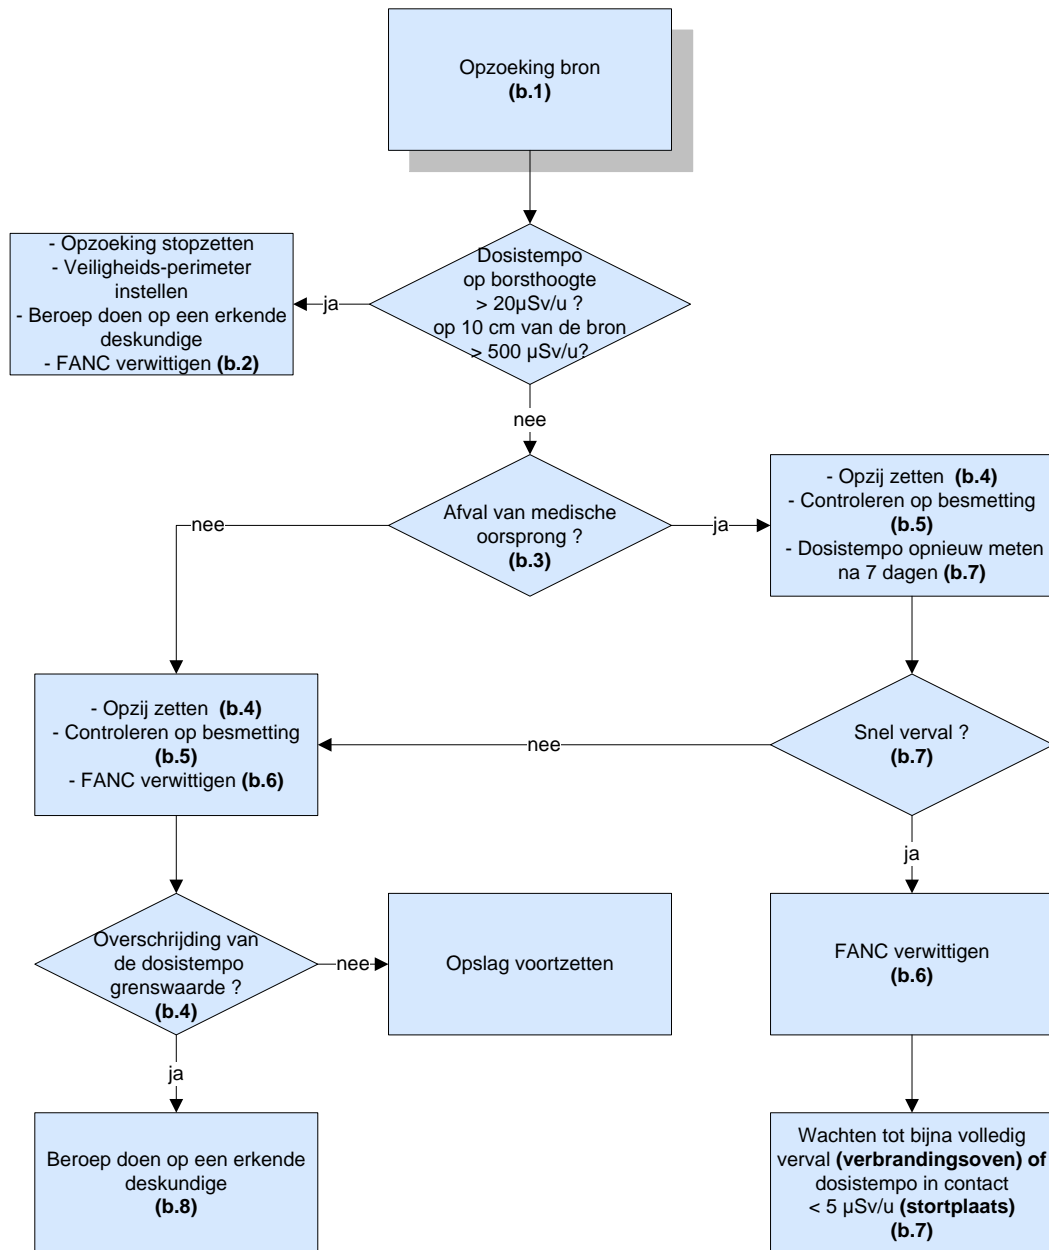 Opzoeking bron
(b.1)
- Opzoeking stopzetten
- Veiligheids-perimeter
instellen
- Beroep doen op een erkende
deskundige
- FANC verwittigen (b.2)
ja
Dosistempo
op borsthoogte
> 20µSv/u ?
op 10 cm van de bron
> 500 µSv/u?
nee
nee
Afval van medische
oorsprong ?
(b.3)
ja
- Opzij zetten (b.4)
- Controleren op besmetting
(b.5)
- Dosistempo opnieuw meten
na 7 dagen (b.7)
- Opzij zetten (b.4)
- Controleren op besmetting
(b.5)
- FANC verwittigen (b.6)
nee
Snel verval ?
(b.7)
ja
Overschrijding van
de dosistempo
grenswaarde ?
(b.4)
nee
Opslag voortzetten
FANC verwittigen
(b.6)
ja
Beroep doen op een erkende
deskundige
(b.8)
Wachten tot bijna volledig
verval (verbrandingsoven) of
dosistempo in contact
< 5 µSv/u (stortplaats)
(b.7)